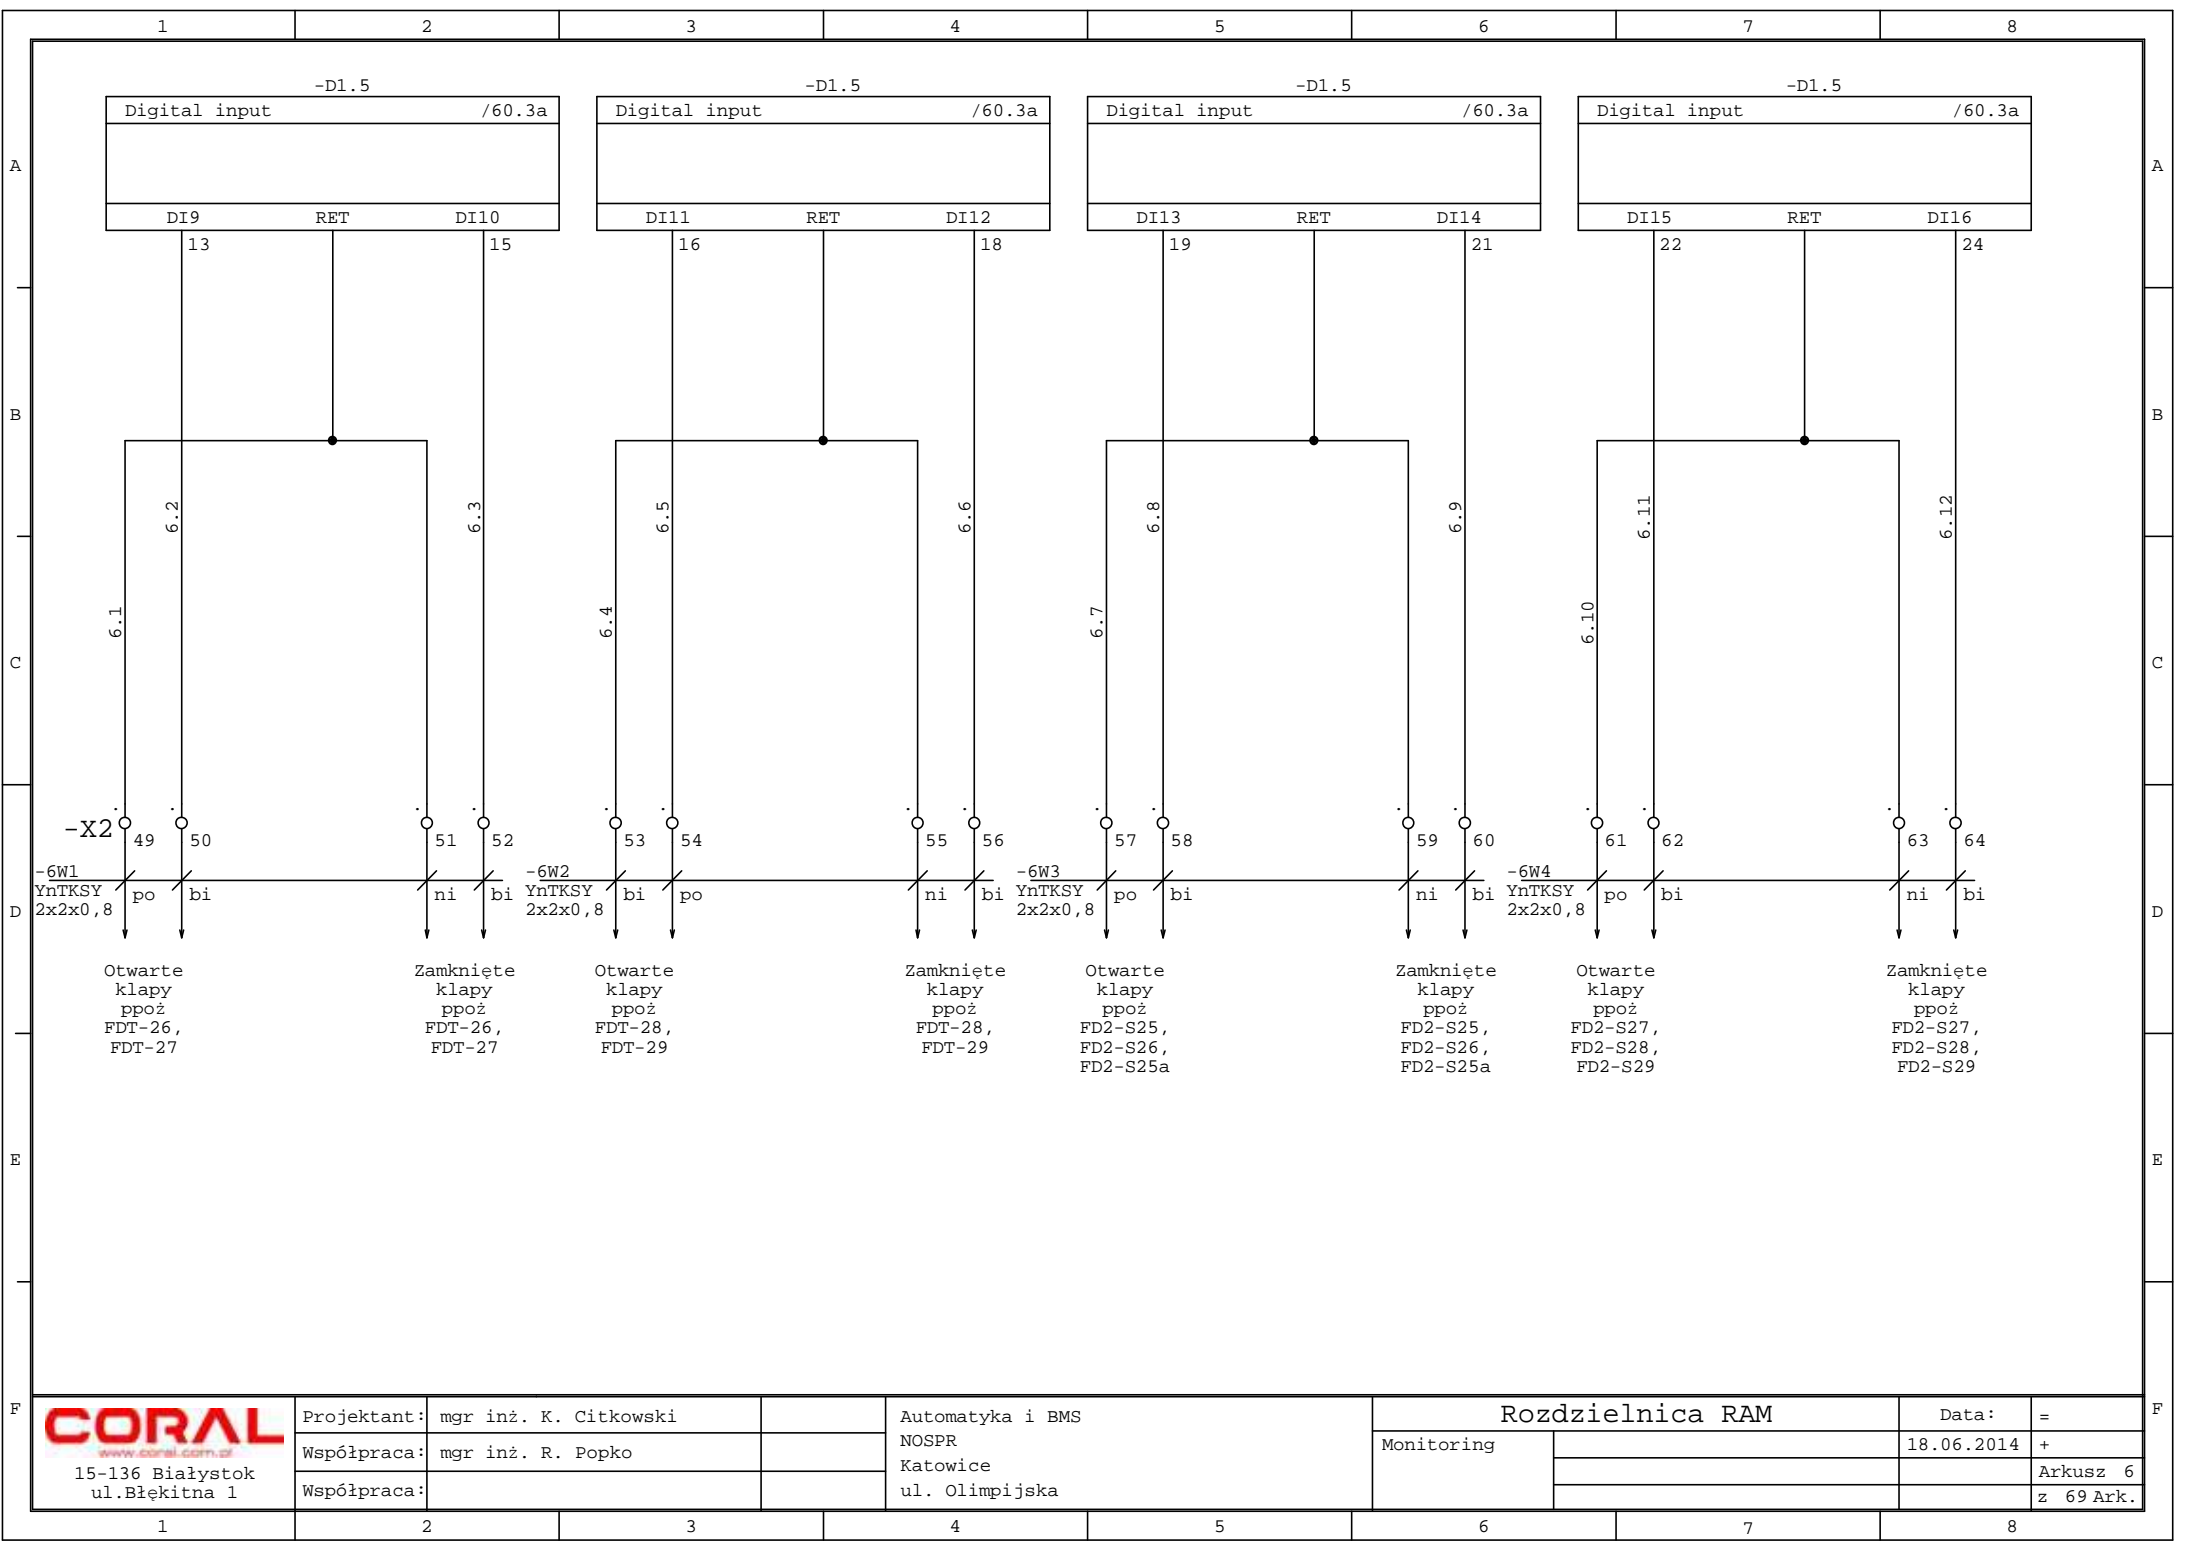 1 2 3 4 5 6 7 8
-D1.5 -D1.5 -D1.5 -D1.5
Digital input /60.3a Digital input /60.3a Digital input /60.3a Digital input /60.3a
A A
DI9 RET DI10 DI11 RET DI12 DI13 RET DI14 DI15 RET DI16
13 15 16 18 19 21 22 24
B B
6.2 6.3 6.5 6.6 6.8 6.9 6.11 6.12
6.1 6.4 6.7 6.10
C C
-X2 49 50 51 52 53 54 55 56 57 58 59 60 61 62 63 64
-6W1 -6W2 -6W3 -6W4
YnTKSY po bi ni bi YnTKSY bi po ni bi YnTKSY po bi ni bi YnTKSY po bi ni bi
2x2x0,8 2x2x0,8 2x2x0,8 2x2x0,8
D D
Otwarte Zamknięte Otwarte Zamknięte Otwarte Zamknięte Otwarte Zamknięte
klapy klapy klapy klapy klapy klapy klapy klapy
ppoż ppoż ppoż ppoż ppoż ppoż ppoż ppoż
FDT-26, FDT-26, FDT-28, FDT-28, FD2-S25, FD2-S25, FD2-S27, FD2-S27,
FDT-27 FDT-27 FDT-29 FDT-29 FD2-S26, FD2-S26, FD2-S28, FD2-S28,
FD2-S25a FD2-S25a FD2-S29 FD2-S29
E E
F F
CORAL
www.coral.com.pl
15-136 Białystok
ul.Błękitna 1
Projektant: mgr inż. K. Citkowski
Współpraca: mgr inż. R. Popko
Współpraca:
Automatyka i BMS
NOSPR
Katowice
ul. Olimpijska
Rozdzielnica RAM
Monitoring
Data: =
18.06.2014 +
Arkusz 6
z 69 Ark.
1 2 3 4 5 6 7 8